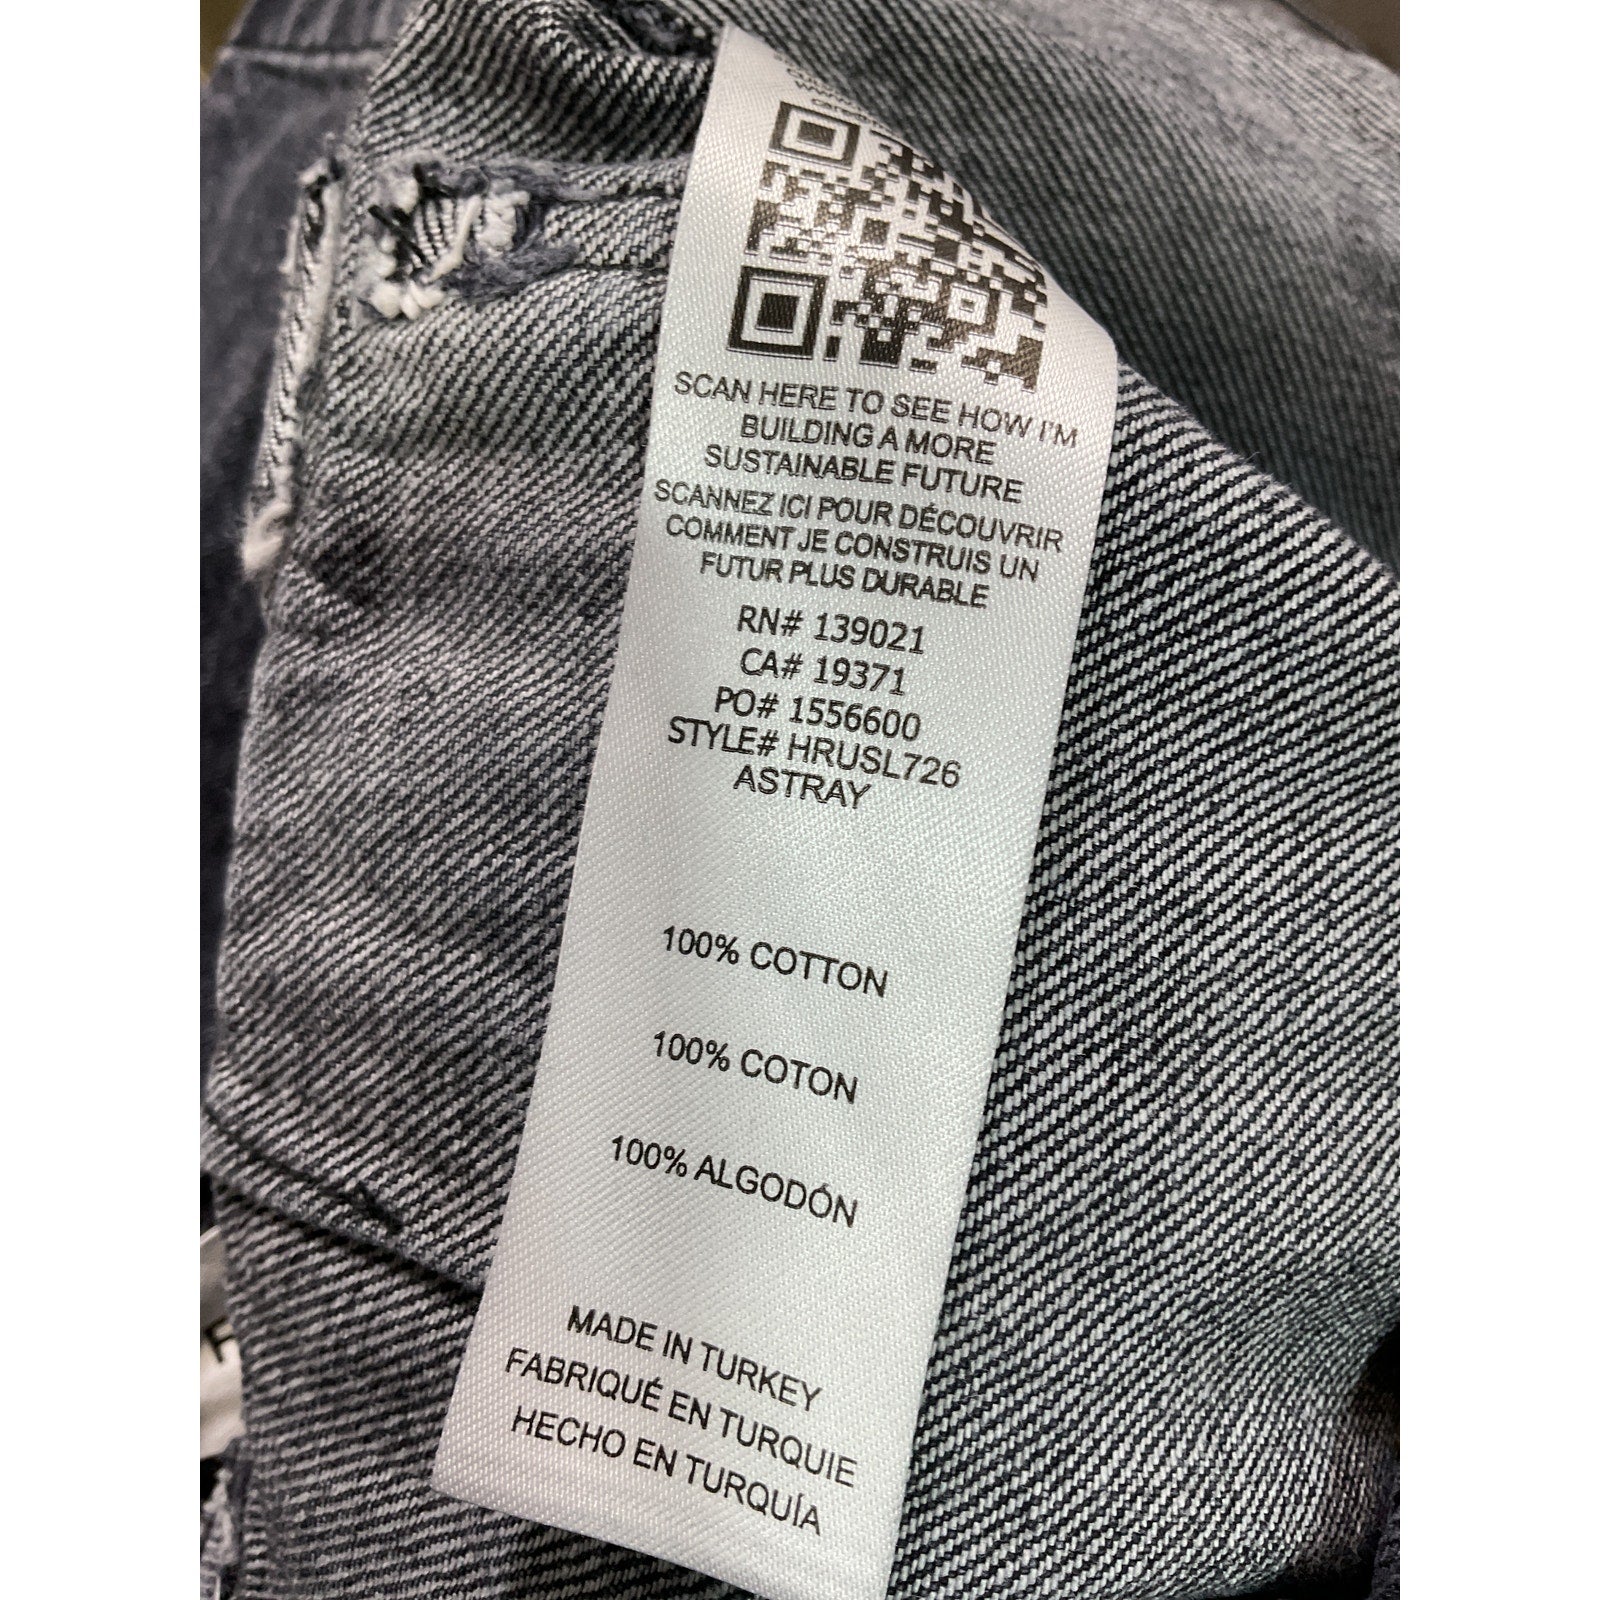 SCAN HERE TO SEE HOW I'M
BUILDING A MORE
SUSTAINABLE FUTURE
SCANNEZ ICI POUR DÉCOUVRIR
COMMENT JE CONSTRUIS UN
FUTUR PLUS DURABLE
RN# 139021
CA# 19371
PO# 1556600
STYLE# HRUSL726
ASTRAY
100% COTTON
100% COTON
100% ALGODÓN
MADE IN TURKEY
FABRIQUÉ EN TURQUIE
HECHO EN TURQUÍA